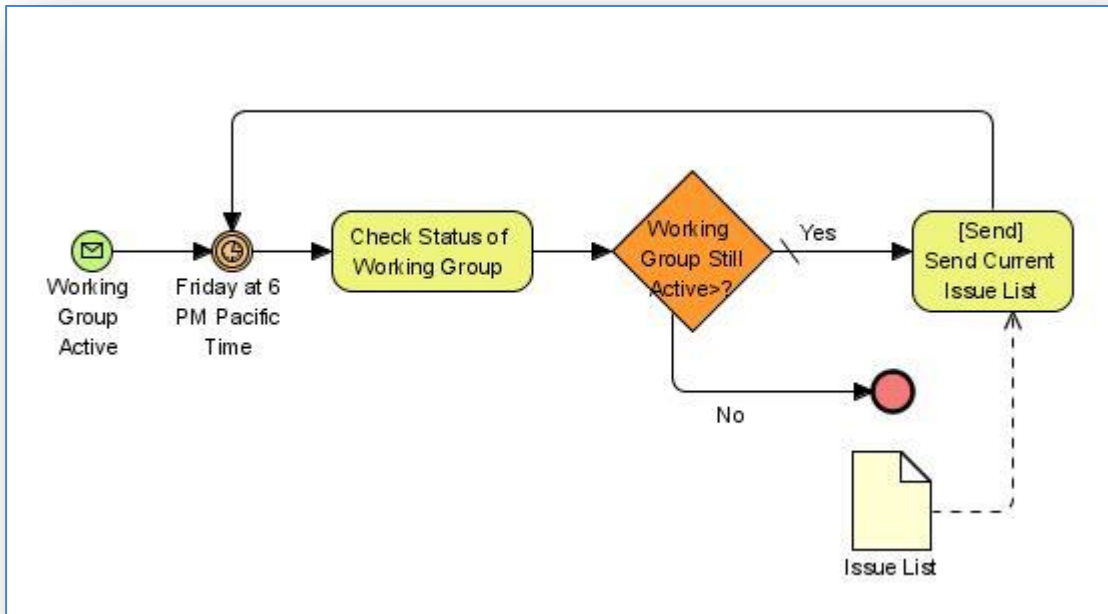 Working
Group
Active
Friday at 6
PM Pacific
Time
Check Status of
Working Group
Working
Group Still
Active>?
Yes
No
[Send]
Send Current
Issue List
Issue List